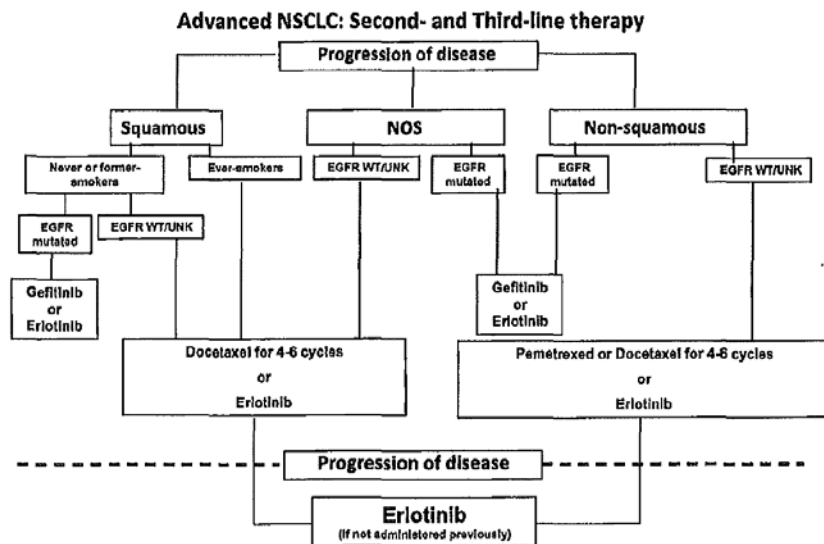 Advanced NSCLC: Second- and Third-line therapy
Progression of disease
Squamous
NOS
Non-squamous
Never or former-
smokers
Ever-smokers
EGFR WT/UNK
EGFR
mutated
EGFR
mutated
EGFR WT/UNK
EGFR
mutated
EGFR WT/UNK
Gefitinib
or
Erlotinib
Gefitinib
or
Erlotinib
Docetaxel for 4-6 cycles
or
Erlotinib
Pemetrexed or Docetaxel for 4-6 cycles
or
Erlotinib
Progression of disease
Erlotinib
(if not administered previously)